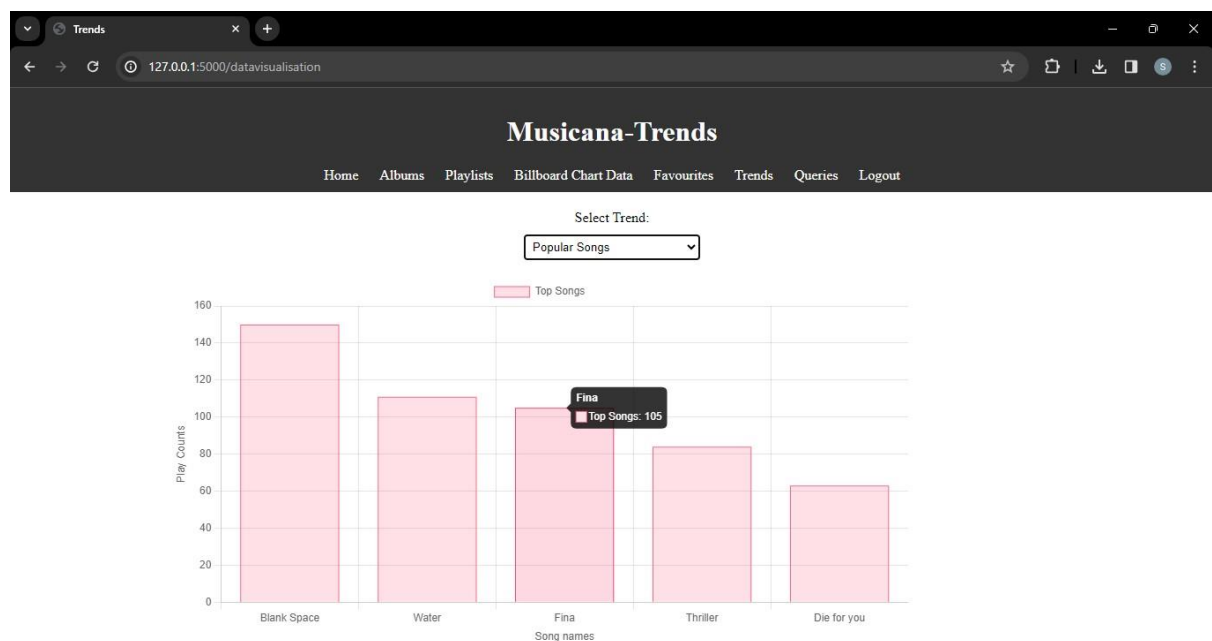 Trends
127.0.0.1:5000/datavisualisation
S
Musicana-Trends
Home Albums Playlists Billboard Chart Data Favourites Trends Queries Logout
Select Trend:
Popular Songs
Top Songs
160
140
120
100
80
60
40
20
0
Play Counts
Fina
Top Songs: 105
Blank Space Water Fina Thriller Die for you
Song names